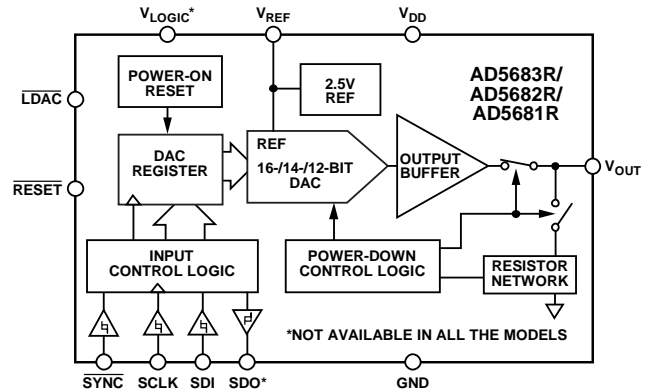 VLOGIC*
VREF
VDD
POWER-ON
RESET
2.5V
REF
AD5683R/
AD5682R/
AD5681R
LDAC
REF
DAC
REGISTER
16-/14-/12-BIT
DAC
OUTPUT
BUFFER
VOUT
RESET
INPUT
CONTROL LOGIC
POWER-DOWN
CONTROL LOGIC
RESISTOR
NETWORK
*NOT AVAILABLE IN ALL THE MODELS
SYNC
SCLK
SDI
SDO*
GND